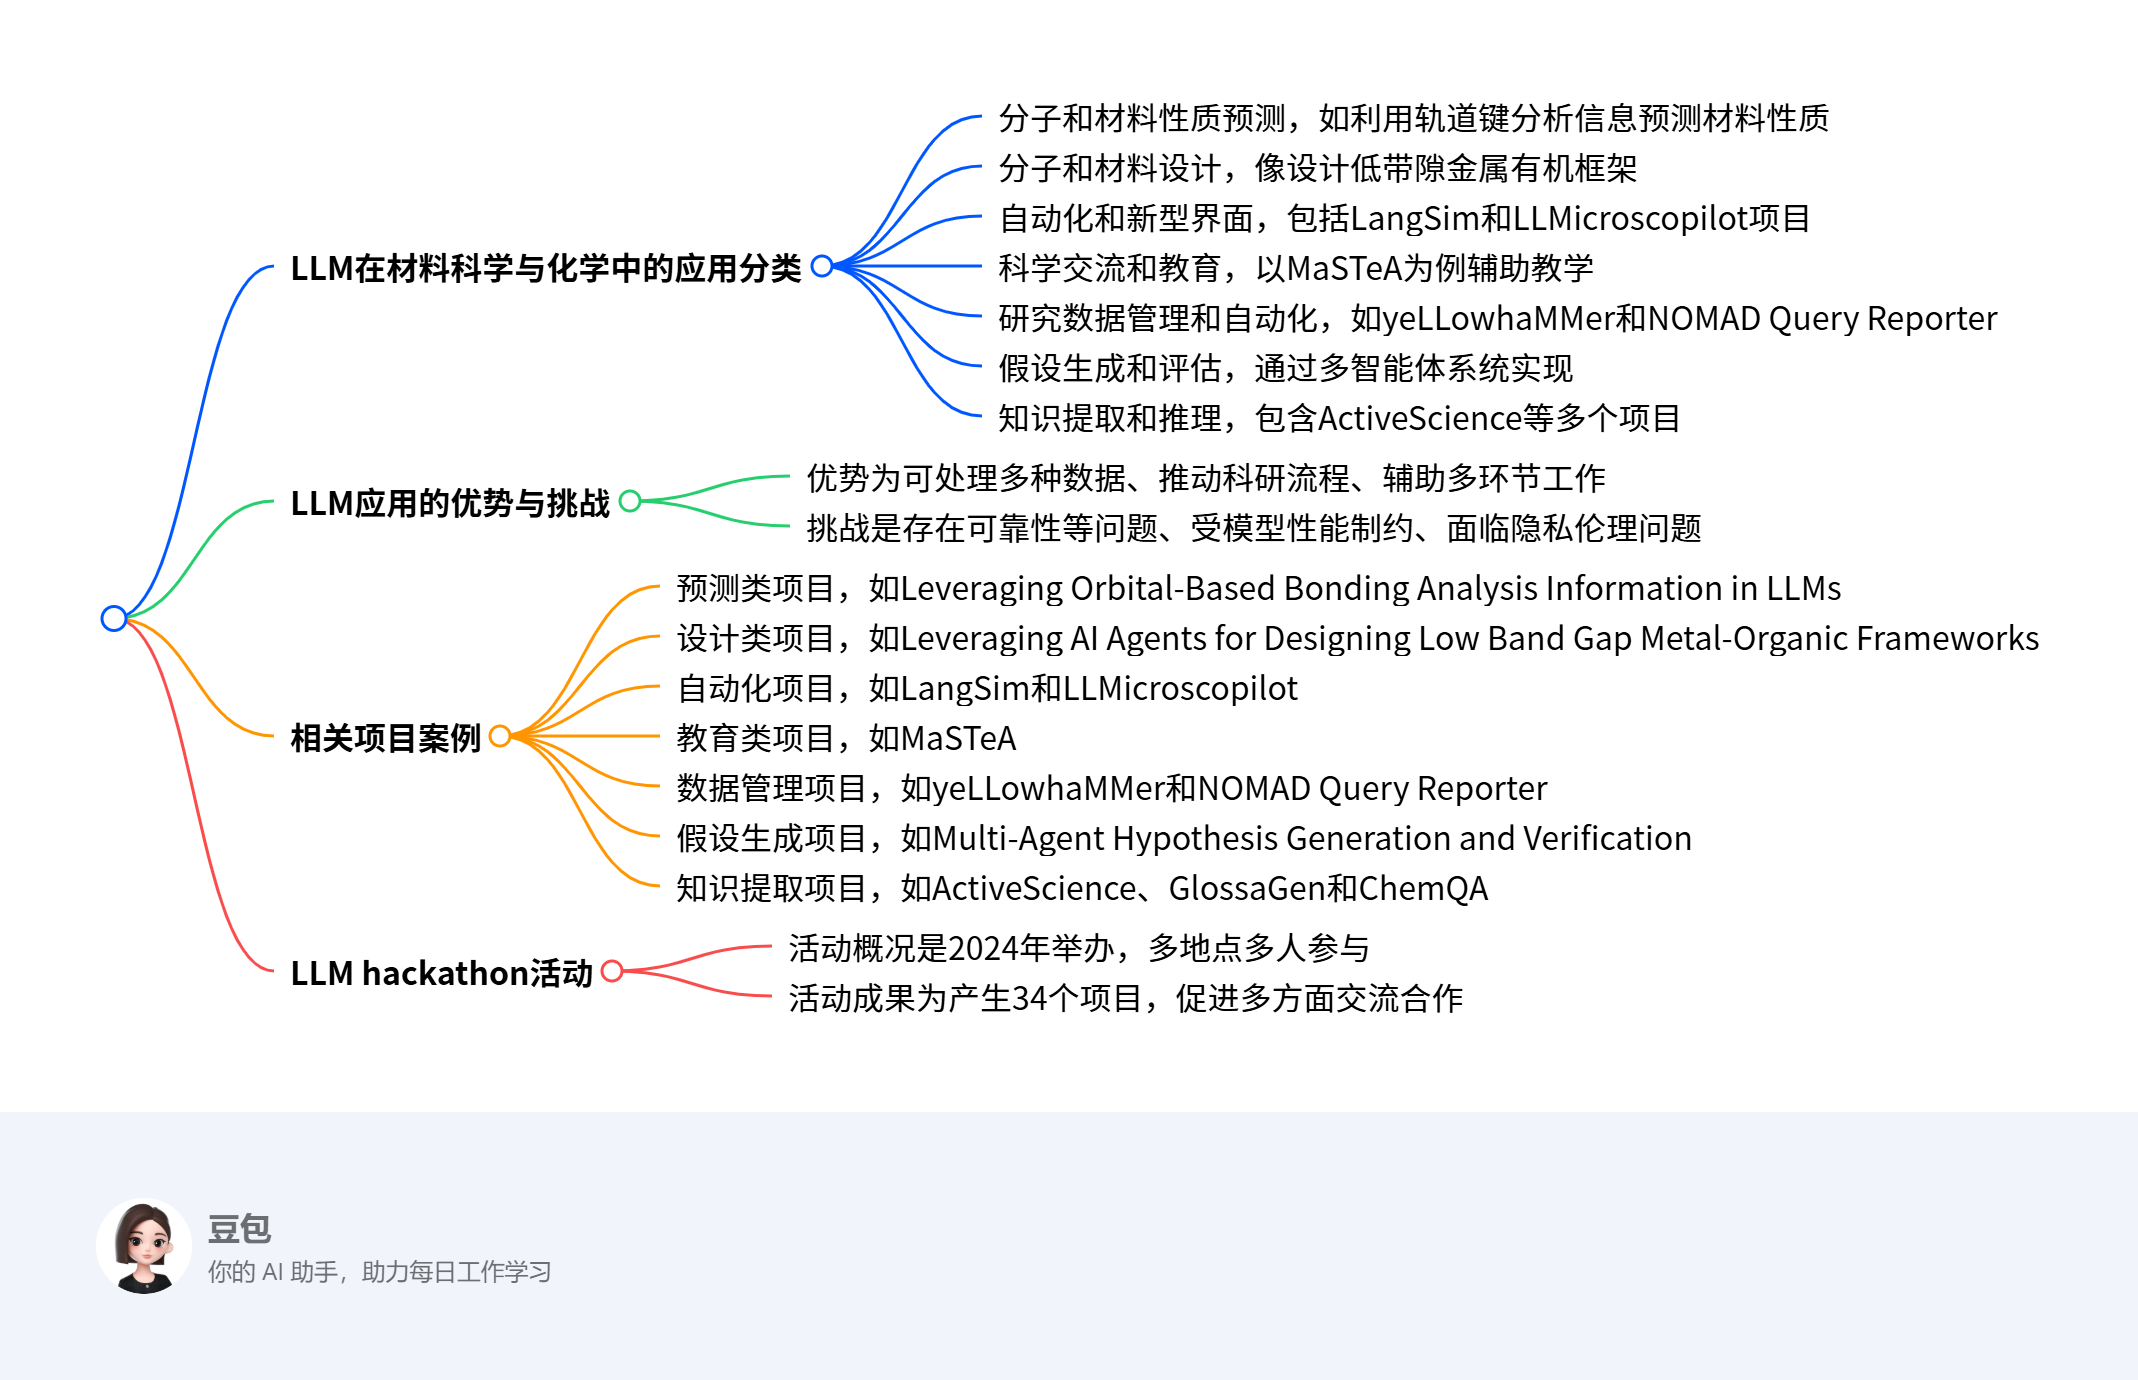 LLM在材料科学与化学中的应用分类
分子和材料性质预测，如利用轨道键分析信息预测材料性质
分子和材料设计，像设计低带隙金属有机框架
自动化和新型界面，包括LangSim和LLMicroscopilot项目
科学交流和教育，以MaSTeA为例辅助教学
研究数据管理和自动化，如yeLLowhaMMer和NOMAD Query Reporter
假设生成和评估，通过多智能体系统实现
知识提取和推理，包含ActiveScience等多个项目
LLM应用的优势与挑战
优势为可处理多种数据、推动科研流程、辅助多环节工作
挑战是存在可靠性等问题、受模型性能制约、面临隐私伦理问题
相关项目案例
预测类项目，如Leveraging Orbital-Based Bonding Analysis Information in LLMs
设计类项目，如Leveraging AI Agents for Designing Low Band Gap Metal-Organic Frameworks
自动化项目，如LangSim和LLMicroscopilot
教育类项目，如MaSTeA
数据管理项目，如yeLLowhaMMer和NOMAD Query Reporter
假设生成项目，如Multi-Agent Hypothesis Generation and Verification
知识提取项目，如ActiveScience、GlossaGen和ChemQA
LLM hackathon活动
活动概况是2024年举办，多地点多人参与
活动成果为产生34个项目，促进多方面交流合作
豆包
你的 AI 助手，助力每日工作学习